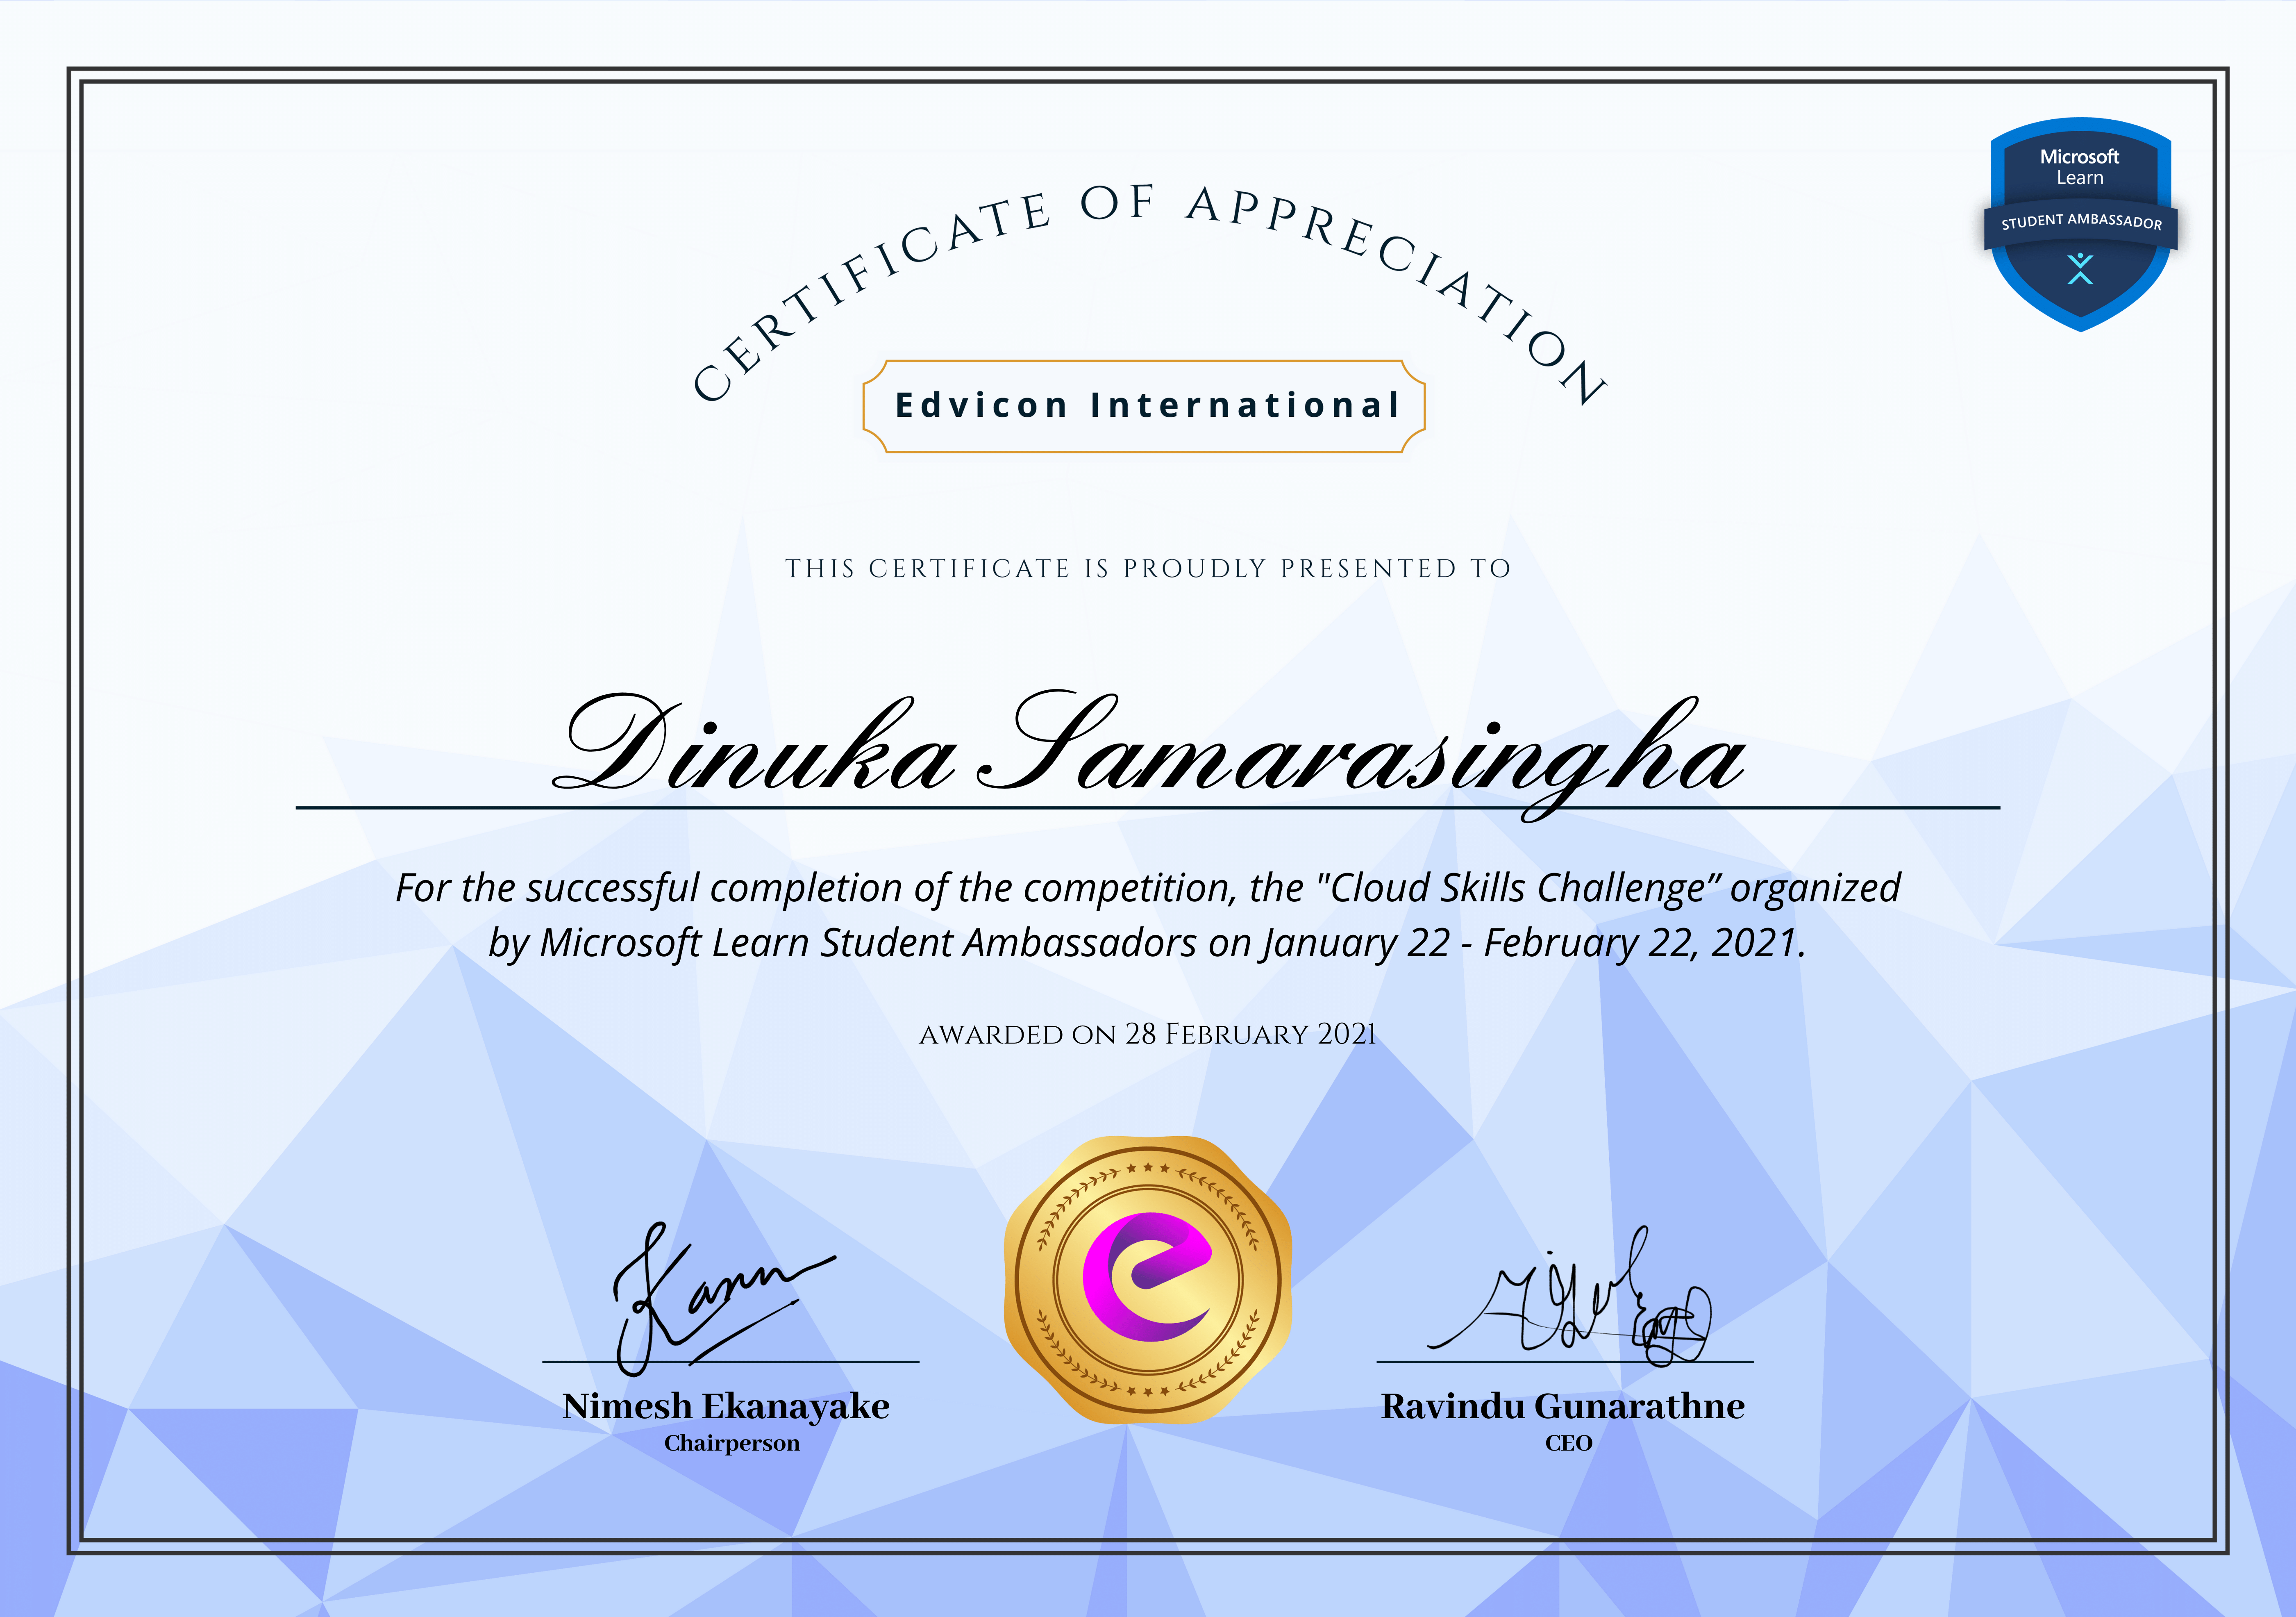 Microsoft
Learn
STUDENT AMBASSADOR
CERTIFICATE OF APPRECIATION
Edvicon International
THIS CERTIFICATE IS PROUDLY PRESENTED TO
Dinuka Samarasingha
For the successful completion of the competition, the "Cloud Skills Challenge” organized
by Microsoft Learn Student Ambassadors on January 22 - February 22, 2021.
AWARDED ON 28 FEBRUARY 2021
Nimesh Ekanayake
Chairperson
Ravindu Gunarathne
CEO